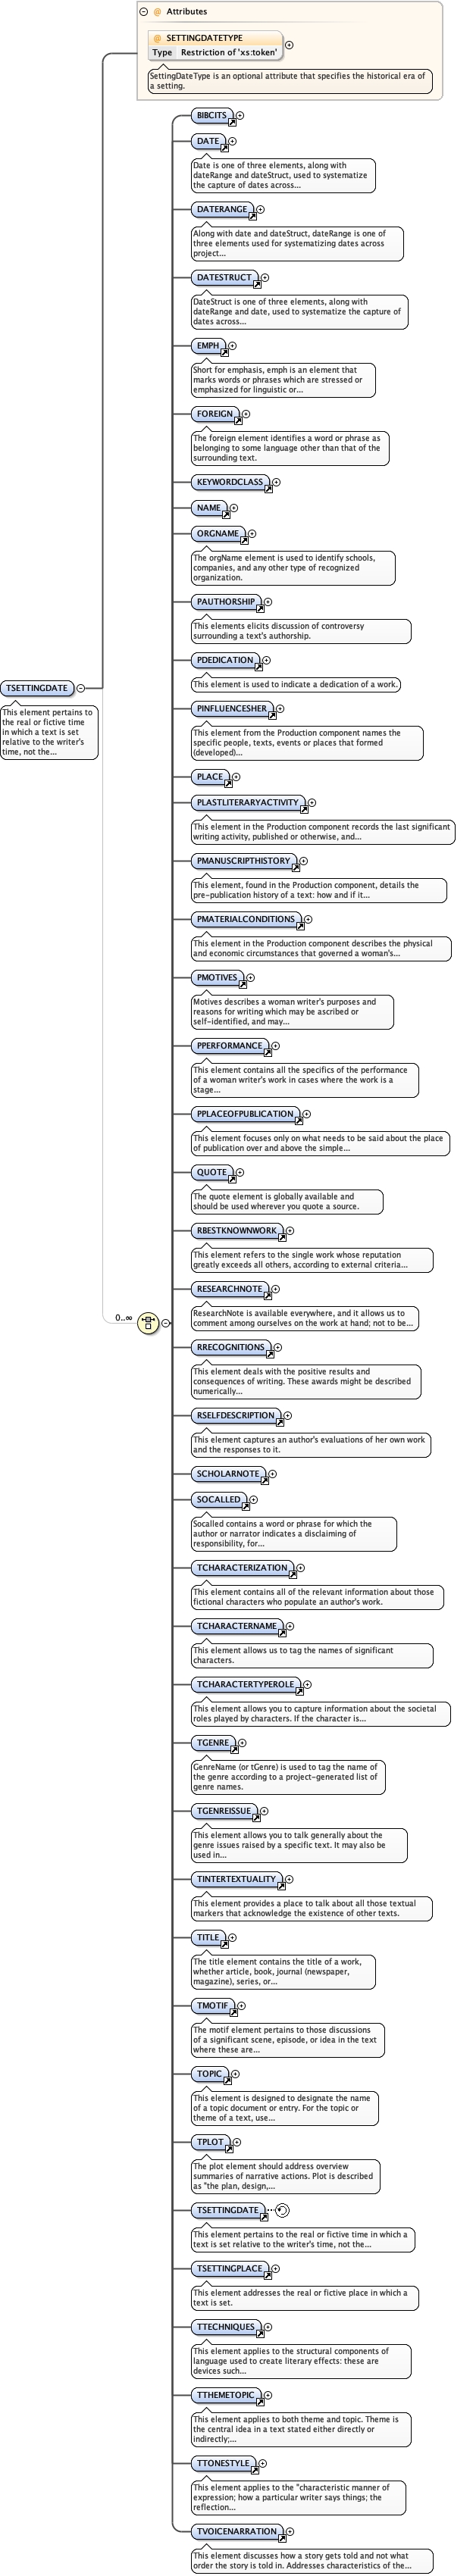 @ Attributes
@ SETTINGDATETYPE
Type Restriction of 'xs:token'
SettingDateType is an optional attribute that specifies the historical era of
a setting.
BIBCITS
DATE
Date is one of three elements, along with
dateRange and dateStruct, used to systematize
the capture of dates across...
DATERANGE
Along with date and dateStruct, dateRange is one of
three elements used for systematizing dates across
project...
DATESTRUCT
DateStruct is one of three elements, along with
dateRange and date, used to systematize the capture of
dates across...
EMPH
Short for emphasis, emph is an element that
marks words or phrases which are stressed or
emphasized for linguistic or...
FOREIGN
The foreign element identifies a word or phrase as
belonging to some language other than that of the
surrounding text.
KEYWORDCLASS
NAME
ORGNAME
The orgName element is used to identify schools,
companies, and any other type of recognized
organization.
PAUTHORSHIP
This elements elicits discussion of controversy
surrounding a text's authorship.
PDEDICATION
This element is used to indicate a dedication of a work.
TSETTINGDATE
This element pertains to
the real or fictive time
in which a text is set
relative to the writer's
time, not the...
PINFLUENCESHER
This element from the Production component names the
specific people, texts, events or places that formed
(developed)...
PLACE
PLASTLITERARYACTIVITY
This element in the Production component records the last significant
writing activity, published or otherwise, and...
PMANUSCRIPTHISTORY
This element, found in the Production component, details the
pre-publication history of a text: how and if it...
PMATERIALCONDITIONS
This element in the Production component describes the physical
and economic circumstances that governed a woman's...
PMOTIVES
Motives describes a woman writer's purposes and
reasons for writing which may be ascribed or
self-identified, and may...
PPERFORMANCE
This element contains all the specifics of the performance
of a woman writer's work in cases where the work is a
stage...
PPLACEOFPUBLICATION
This element focuses only on what needs to be said about the place
of publication over and above the simple...
QUOTE
The quote element is globally available and
should be used wherever you quote a source.
RBESTKNOWNWORK
This element refers to the single work whose reputation
greatly exceeds all others, according to external criteria...
RESEARCHNOTE
ResearchNote is available everywhere, and it allows us to
comment among ourselves on the work at hand; not to be...
0..∞
RRECOGNITIONS
This element deals with the positive results and
consequences of writing. These awards might be described
numerically...
RSELFDESCRIPTION
This element captures an author's evaluations of her own work
and the responses to it.
SCHOLARNOTE
SOCALLED
Socalled contains a word or phrase for which the
author or narrator indicates a disclaiming of
responsibility, for...
TCHARACTERIZATION
This element contains all of the relevant information about those
fictional characters who populate an author's work.
TCHARACTERNAME
This element allows us to tag the names of significant
characters.
TCHARACTERTYPEROLE
This element allows you to capture information about the societal
roles played by characters. If the character is...
TGENRE
GenreName (or tGenre) is used to tag the name of
the genre according to a project-generated list of
genre names.
TGENREISSUE
This element allows you to talk generally about the
genre issues raised by a specific text. It may also be
used in...
TINTERTEXTUALITY
This element provides a place to talk about all those textual
markers that acknowledge the existence of other texts.
TITLE
The title element contains the title of a work,
whether article, book, journal (newspaper,
magazine), series, or...
TMOTIF
The motif element pertains to those discussions
of a significant scene, episode, or idea in the text
where these are...
TOPIC
This element is designed to designate the name
of a topic document or entry. For the topic or
theme of a text, use...
TPLOT
The plot element should address overview
summaries of narrative actions. Plot is described
as "the plan, design,...
TSETTINGDATE
This element pertains to the real or fictive time in which a
text is set relative to the writer's time, not the...
TSETTINGPLACE
This element addresses the real or fictive place in which a
text is set.
TTECHNIQUES
This element applies to the structural components of
language used to create literary effects: these are
devices such...
TTHEMETOPIC
This element applies to both theme and topic. Theme is
the central idea in a text stated either directly or
indirectly;...
TTONESTYLE
This element applies to the "characteristic manner of
expression; how a particular writer says things; the
reflection...
TVOICENARRATION
This element discusses how a story gets told and not what
order the story is told in. Addresses characteristics of the...